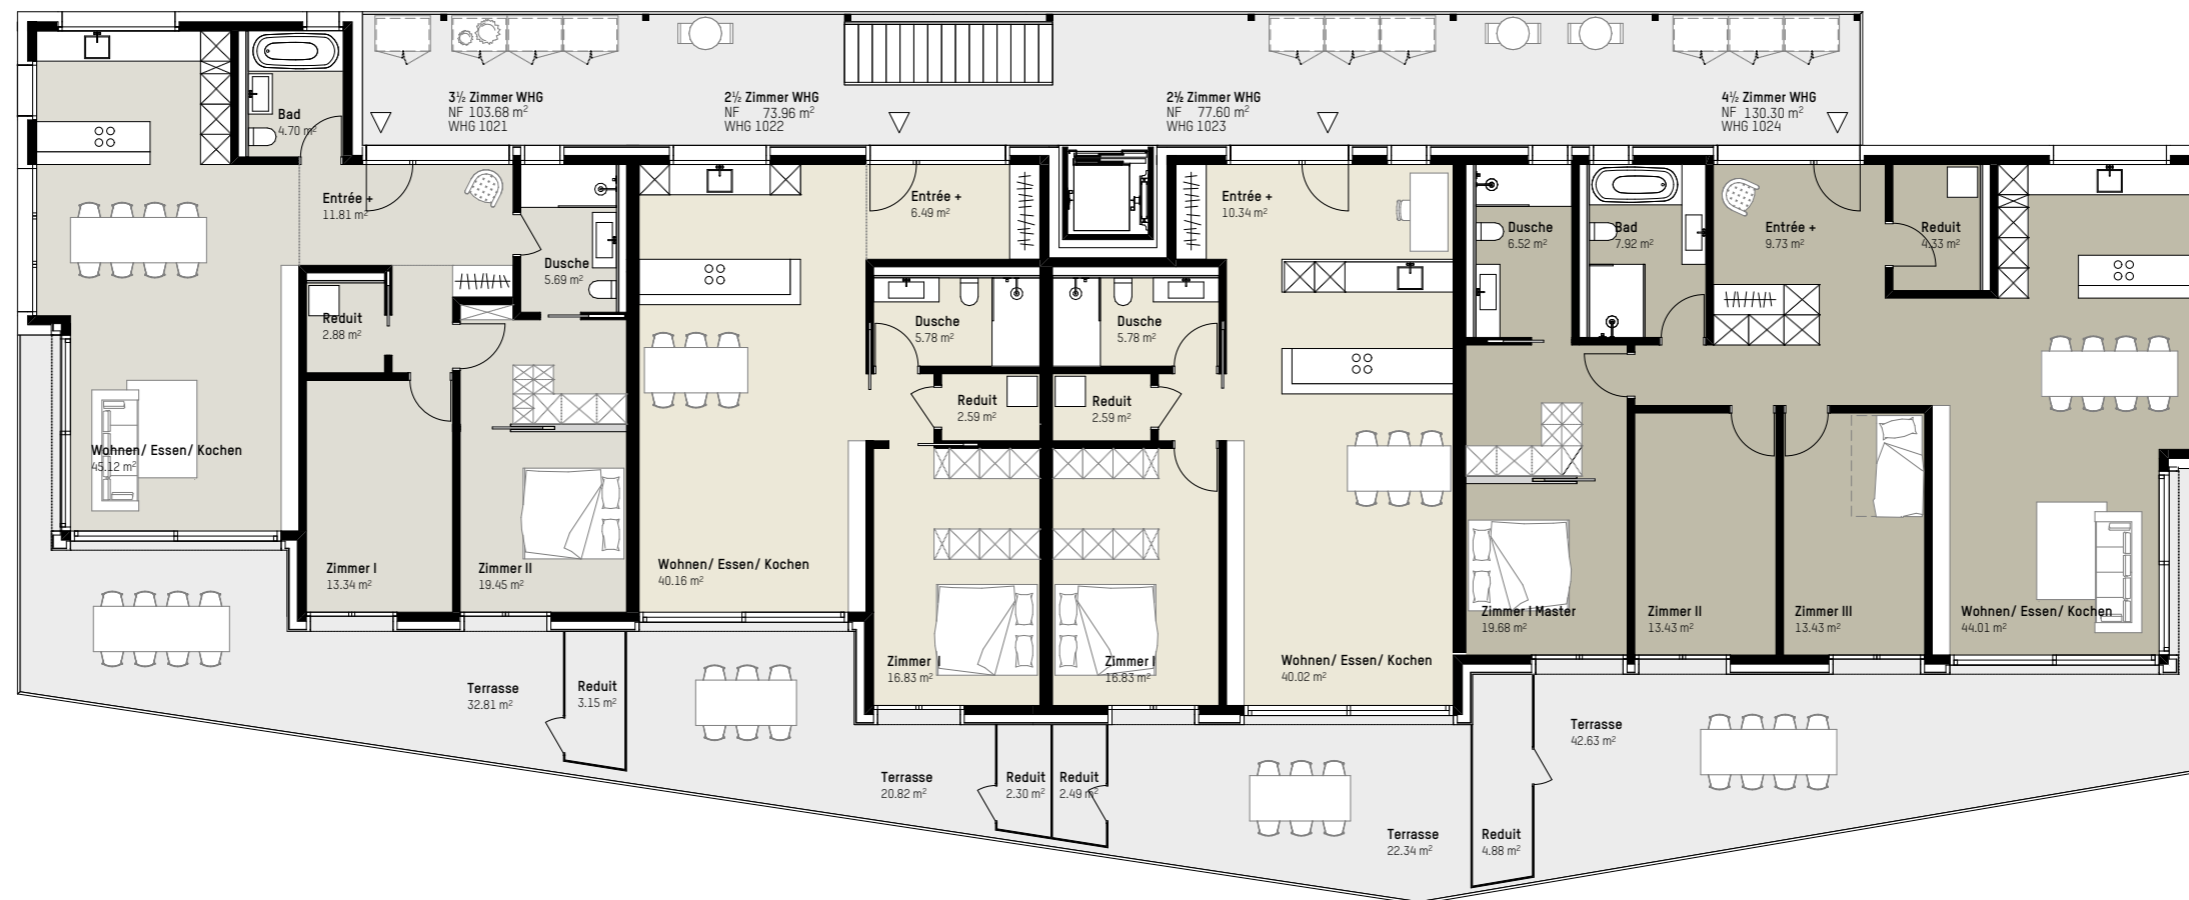 3½ Zimmer WHG
NF 103.68 m²
WHG 1021
2½ Zimmer WHG
NF 73.96 m²
WHG 1022
2½ Zimmer WHG
NF 77.60 m²
WHG 1023
4½ Zimmer WHG
NF 130.30 m²
WHG 1024
Bad
4.70 m²
Entrée +
11.81 m²
Dusche
5.69 m²
Reduit
2.88 m²
Wohnen/ Essen/ Kochen
45.12 m²
Zimmer I
13.34 m²
Zimmer II
19.45 m²
Terrasse
32.81 m²
Reduit
3.15 m²
Entrée +
6.49 m²
Dusche
5.78 m²
Reduit
2.59 m²
Wohnen/ Essen/ Kochen
40.16 m²
Zimmer I
16.83 m²
Terrasse
20.82 m²
Reduit
2.30 m²
Entrée +
10.34 m²
Dusche
5.78 m²
Reduit
2.59 m²
Zimmer I
16.83 m²
Wohnen/ Essen/ Kochen
40.02 m²
Reduit
2.49 m²
Terrasse
22.34 m²
Dusche
6.52 m²
Bad
7.92 m²
Entrée +
9.73 m²
Reduit
4.33 m²
Zimmer I Master
19.68 m²
Zimmer II
13.43 m²
Zimmer III
13.43 m²
Wohnen/ Essen/ Kochen
44.01 m²
Terrasse
42.63 m²
Reduit
4.88 m²